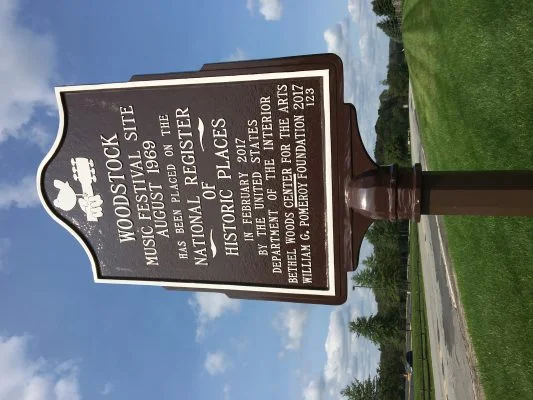 WOODSTOCK
MUSIC FESTIVAL SITE
AUGUST 1969
HAS BEEN PLACED ON THE
NATIONAL REGISTER
OF
HISTORIC PLACES
IN FEBRUARY 2017
BY THE UNITED STATES
DEPARTMENT OF THE INTERIOR
BETHEL WOODS CENTER FOR THE ARTS
WILLIAM G. POMEROY FOUNDATION 2017
123